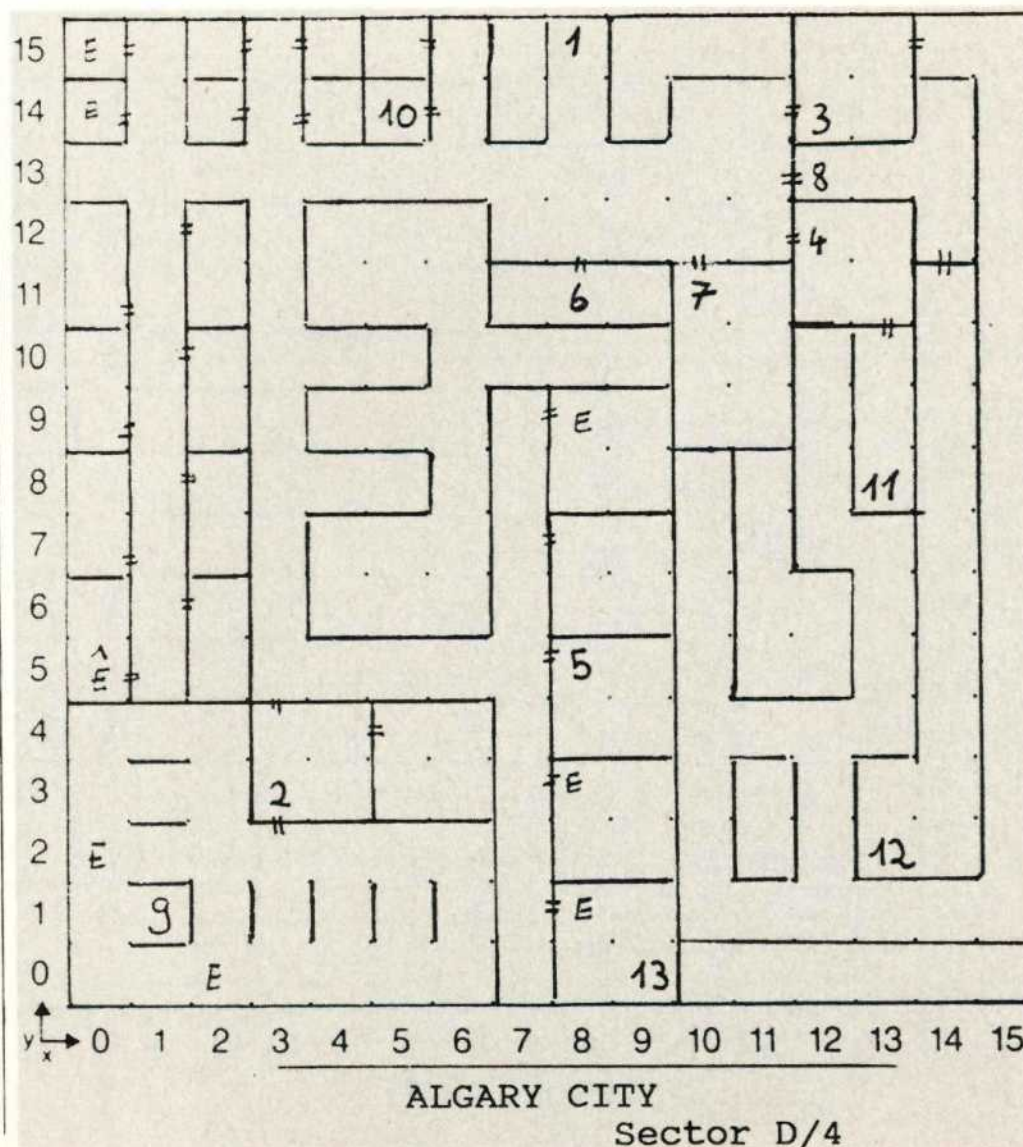 15 E 1
14 E 10 3
13 8
12 4
11 6 7
10
9 E
8 11
7
6
5 E 5
4
3 2 E
2 E 12
1 9 E
0 E 13
y x 0 1 2 3 4 5 6 7 8 9 10 11 12 13 14 15
ALGARY CITY
Sector D/4